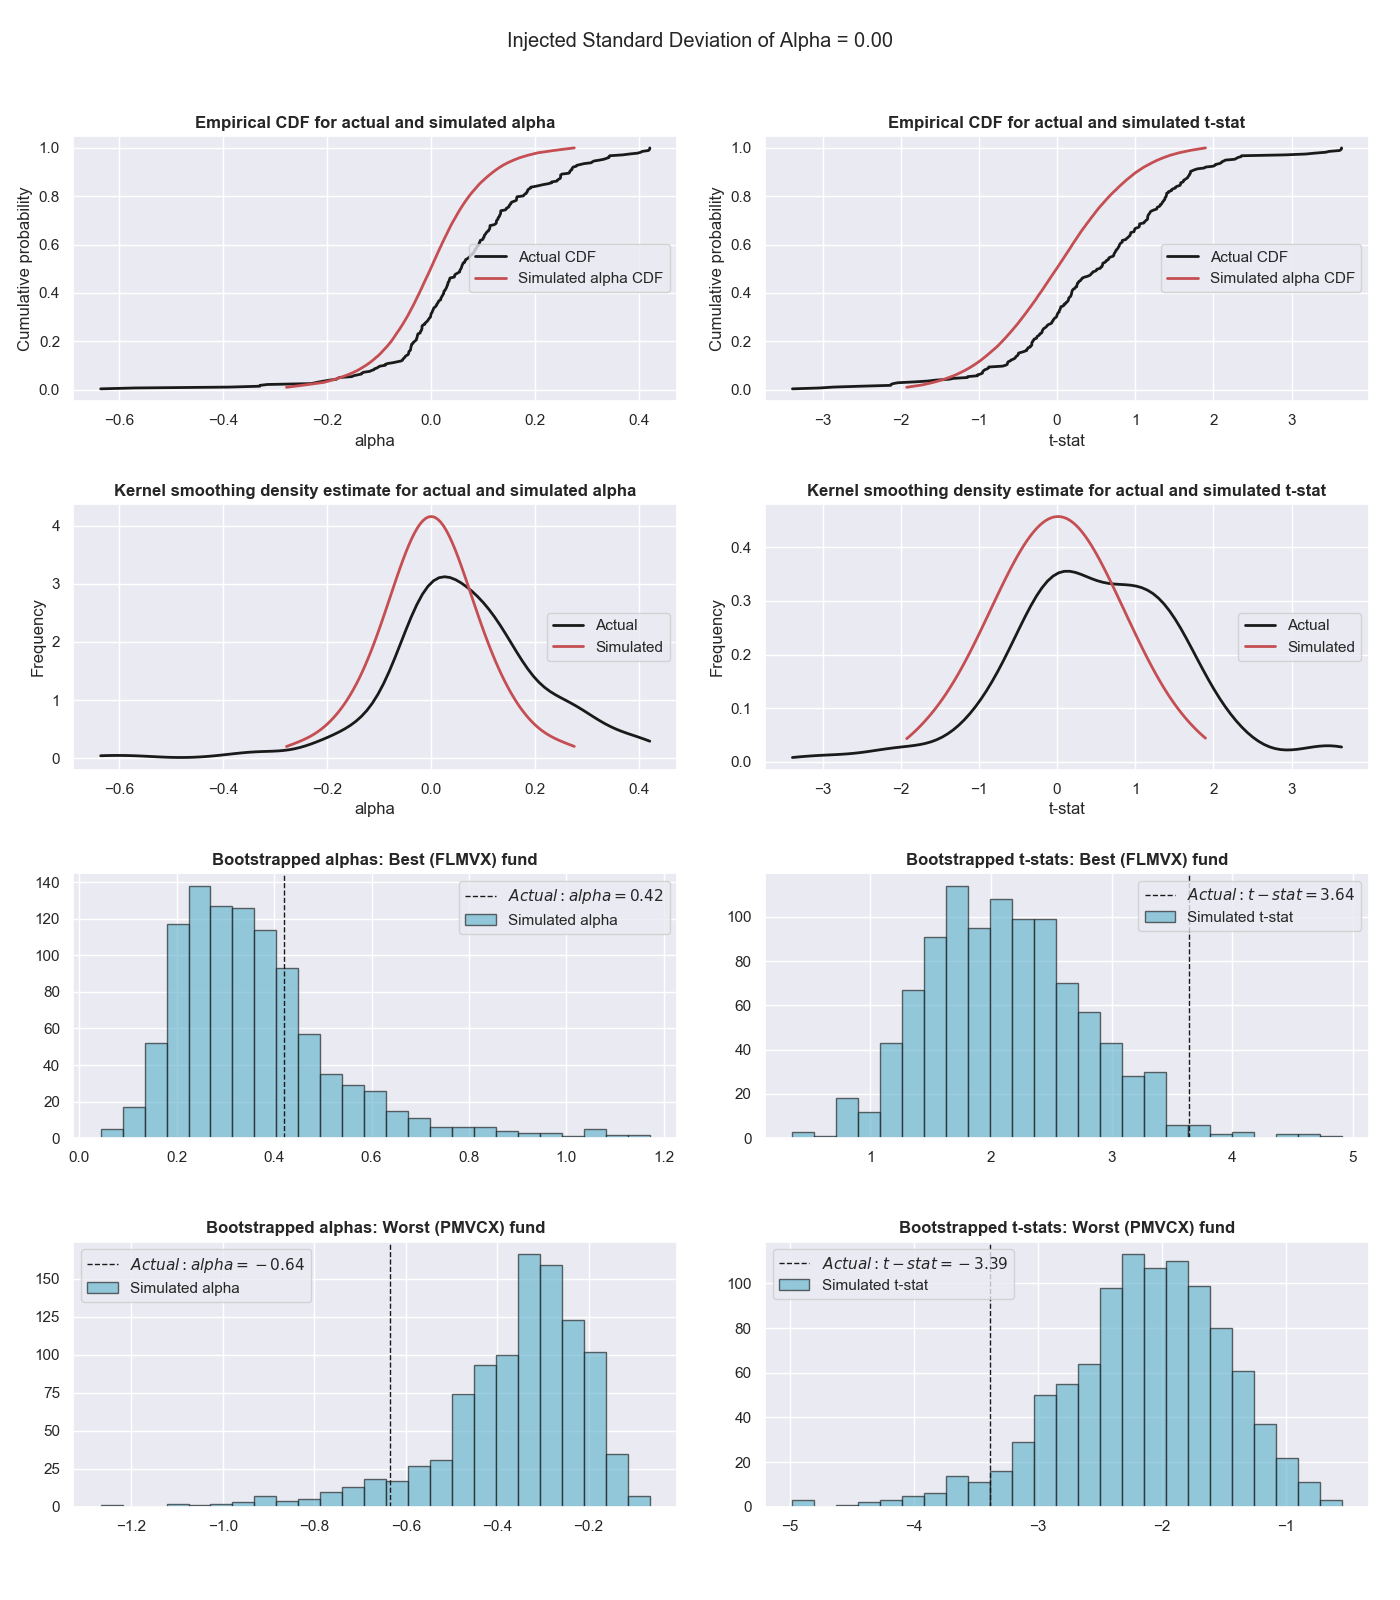 Injected Standard Deviation of Alpha = 0.00
Empirical CDF for actual and simulated alpha
Cumulative probability
1.0
0.8
0.6
0.4
0.2
0.0
Actual CDF
Simulated alpha CDF
−0.6 −0.4 −0.2 0.0 0.2 0.4
alpha
Empirical CDF for actual and simulated t-stat
Cumulative probability
1.0
0.8
0.6
0.4
0.2
0.0
Actual CDF
Simulated alpha CDF
−3 −2 −1 0 1 2 3
t-stat
Kernel smoothing density estimate for actual and simulated alpha
Frequency
4
3
2
1
0
Actual
Simulated
−0.6 −0.4 −0.2 0.0 0.2 0.4
alpha
Kernel smoothing density estimate for actual and simulated t-stat
Frequency
0.4
0.3
0.2
0.1
0.0
Actual
Simulated
−3 −2 −1 0 1 2 3
t-stat
Bootstrapped alphas: Best (FLMVX) fund
140
120
100
80
60
40
20
0
Actual : alpha = 0.42
Simulated alpha
0.0 0.2 0.4 0.6 0.8 1.0 1.2
Bootstrapped t-stats: Best (FLMVX) fund
100
80
60
40
20
0
Actual : t − stat = 3.64
Simulated t-stat
1 2 3 4 5
Bootstrapped alphas: Worst (PMVCX) fund
150
125
100
75
50
25
0
Actual : alpha = −0.64
Simulated alpha
−1.2 −1.0 −0.8 −0.6 −0.4 −0.2
Bootstrapped t-stats: Worst (PMVCX) fund
100
80
60
40
20
0
Actual : t − stat = −3.39
Simulated t-stat
−5 −4 −3 −2 −1